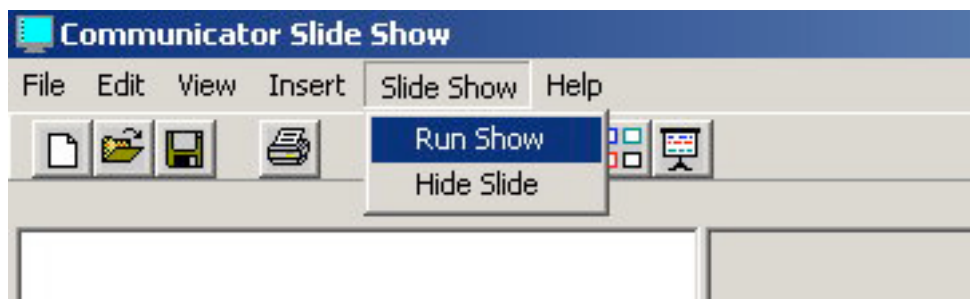 Communicator Slide Show
File Edit View Insert Slide Show Help
Run Show
Hide Slide